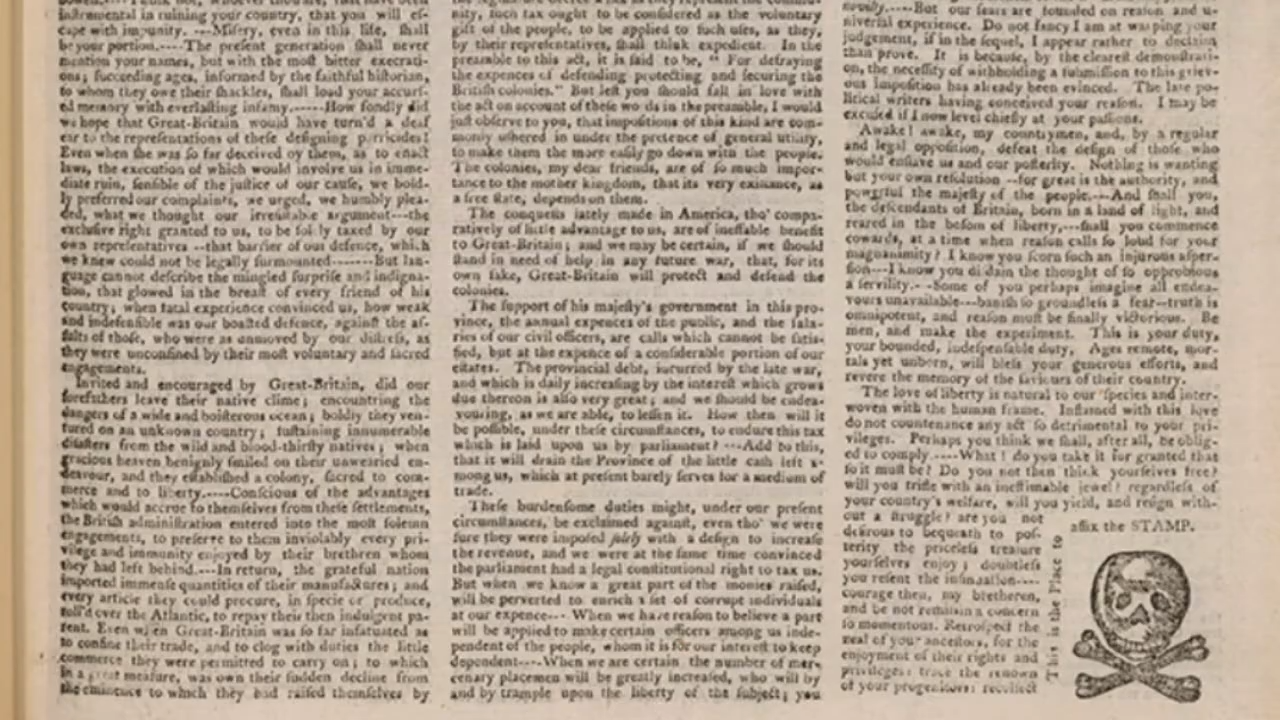 instrumental in ruining your country, that you will es-
cape with impunity. ---Misery, even in this life, shall
be your portion.----The present generation shall never
mention your names, but with the most bitter execrati-
ons; succeeding ages, informed by the faithful historian,
to whom they owe their shackles, shall load your accurs-
ed memory with everlasting infamy.-----How fondly did
we hope that Great-Britain would have turn'd a deaf
ear to the representations of these designing parricides!
Even when she was so far deceived by them, as to enact
laws, the execution of which would involve us in imme-
diate ruin, sensible of the justice of our cause, we bold-
ly preferred our complaints, we urged, we humbly plea-
ded, what we thought our irresistable argument---the
exclusive right granted to us, to be solely taxed by our
own representatives --that barrier of our defence, which
we knew could not be legally surmounted-------But lan-
guage cannot describe the mingled surprise and indigna-
tion, that glowed in the breast of every friend of his
country; when fatal experience convinced us, how weak
and indefensible was our boasted defence, against the as-
saults of those, who were as unmoved by our distress, as
they were unconfined by their most voluntary and sacred
engagements.
Invited and encouraged by Great-Britain, did our
forefathers leave their native clime; encountring the
dangers of a wide and boisterous ocean; boldly they ven-
tured on an unknown country; sustaining innumerable
disasters from the wild and blood-thirsty natives; when
gracious heaven benignly smiled on their unwearied en-
deavour, and they established a colony, sacred to com-
merce and to liberty.----Conscious of the advantages
which would accrue to themselves from these settlements,
the British administration entered into the most solemn
engagements, to preserve to them inviolably every pri-
vilege and immunity enjoyed by their brethren whom
they had left behind.---In return, the grateful nation
imported immense quantities of their manufactures; and
every article they could procure, in specie or produce,
roll'd over the Atlantic, to repay their then indulgent pa-
rent. Even when Great-Britain was so far infatuated as
to confine their trade, and to clog with duties the little
commerce they were permitted to carry on; to which
in a great measure, was own their sudden decline from
the eminence to which they had raised themselves by
nity, such tax ought to be considered as the voluntary
gift of the people, to be applied to such uses, as they,
by their representatives, shall think expedient. In the
preamble to this act, it is said to be, " For defraying
the expences of defending protecting and securing the
British colonies." But lest you should fall in love with
the act on account of these words in the preamble, I would
just observe to you, that impositions of this kind are com-
monly ushered in under the pretence of general utility,
to make them the more easily go down with the people.
The colonies, my dear friends, are of so much impor-
tance to the mother kingdom, that its very existance, as
a free state, depends on them.
The conquests lately made in America, tho' compa-
ratively of little advantage to us, are of ineffable benefit
to Great-Britain; and we may be certain, if we should
stand in need of help in any future war, that, for its
own sake, Great-Britain will protect and defend the
colonies.
The support of his majesty's government in this pro-
vince, the annual expences of the public, and the sala-
ries of our civil officers, are calls which cannot be satis-
fied, but at the expence of a considerable portion of our
estates. The provincial debt, incurred by the late war,
and which is daily increasing by the interest which grows
due thereon is also very great; and we should be endea-
vouring, as we are able, to lessen it. How then will it
be possible, under these circumstances, to endure this tax
which is laid upon us by parliament? ---Add to this,
that it will drain the Province of the little cash left a-
mong us, which at present barely serves for a medium of
trade.
These burdensome duties might, under our present
circumstances, be exclaimed against, even tho' we were
sure they were imposed solely with a design to increase
the revenue, and we were at the same time convinced
the parliament had a legal constitutional right to tax us.
But when we know a great part of the monies raised,
will be perverted to enrich a set of corrupt individuals
at our expence--- When we have reason to believe a part
will be applied to make certain officers among us inde-
pendent of the people, whom it is for our interest to keep
dependent----When we are certain the number of mer-
cenary placemen will be greatly increased, who will by
and by trample upon the liberty of the subject; you
mously.----But our fears are founded on reason and u-
niversal experience. Do not fancy I am at warping your
judgement, if in the sequel, I appear rather to declaim
than prove. It is because, by the clearest demonstrati-
on, the necessity of withholding a submission to this griev-
ous imposition has already been evinced. The late po-
litical writers having conceived your reason. I may be
excused if I now level chiefly at your passions.
Awake! awake, my countrymen, and, by a regular
and legal opposition, defeat the design of those who
would enslave us and our posterity. Nothing is wanting
but your own resolution --for great is the authority, and
powerful the majesty of the people.---And shall you,
the descendants of Britain, born in a land of light, and
reared in the bosom of liberty,---shall you commence
cowards, at a time when reason calls so loud for your
magnanimity? I know you scorn such an injurous asper-
sion---I know you disdain the thought of so opprobious
a servility.- -Some of you perhaps imagine all endea-
vours unavailable---banish so groundless a fear--truth is
omnipotent, and reason must be finally victorious. Be
men, and make the experiment. This is your duty,
your bounded, indespensable duty, Ages remote, mor-
tals yet unborn, will bless your generous efforts, and
revere the memory of the saviours of their country.
The love of liberty is natural to our species and inter-
woven with the human frame. Inflamed with this love
do not countenance any act so detrimental to your pri-
vileges. Perhaps you think we shall, after all, be oblig-
ed to comply.----What! do you take it for granted that
so it must be? Do you not then think yourselves free?
will you trifle with an inestimable jewel? regardless of
your country's welfare, will you yield, and resign with-
out a struggle? are you not
desirous to bequeath to pos-
terity the priceless treasure
yourselves enjoy; doubtless
you resent the insinuation----
courage then, my bretheren,
and be not remiss in a concern
so momentous. Retrospect the
zeal of your ancestors, for the
enjoyment of their rights and
privileges: trace the renown
of your progenitors: recollect
This is the Place to
affix the STAMP.